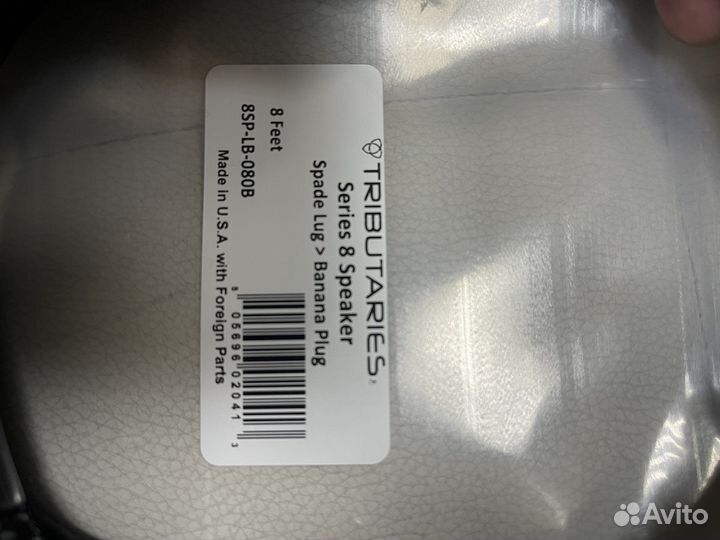 TRIBUTARIES®
Series 8 Speaker
Spade Lug > Banana Plug
8 Feet
8SP-LB-080B
8 05696 02041 3
Made in U.S.A. with Foreign Parts
Avito